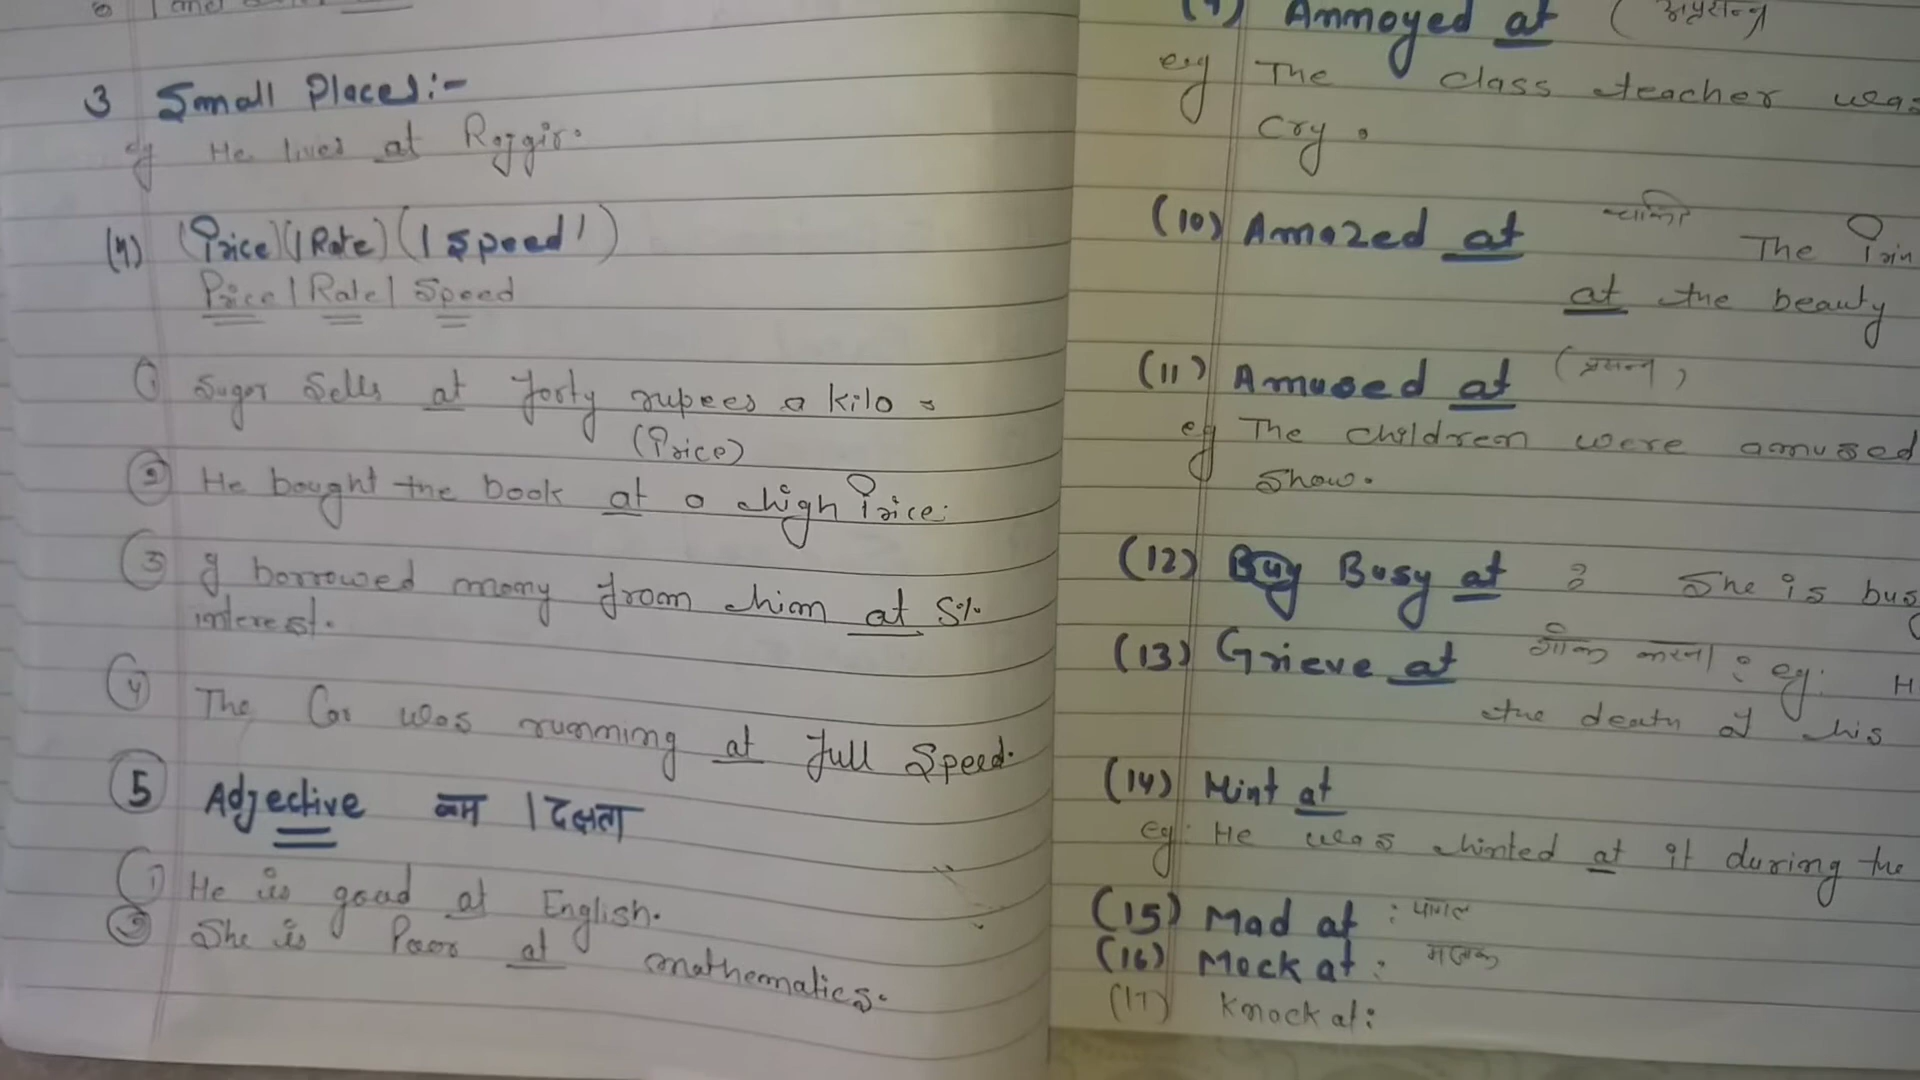 3 Small Places:-
eg He lives at Rajgir.
(4) (Price) (Rate) (Speed)
Price | Rate | Speed
① Sugar sells at forty rupees a kilo
(Price)
② He bought the book at a high Price.
③ I borrowed mony from him at 5%
interest.
④ The Car was running at full Speed.
⑤ Adjective कम | दक्षता
① He is good at English.
② She is Poor at mathematics.
Annoyed at (अप्रसन्न
eg The class teacher was
Cry.
(10) Amazed at The Prin
at the beauty
(11) Amused at (प्रसन्न)
eg The children were amused
Show.
(12) Busy at : She is busy
(13) Grieve at शोक करना : eg: H
the death of his
(14) Hint at
eg: He was hinted at it during the
(15) Mad at : पागल
(16) Mock at : मजाक
(17) Knock at: